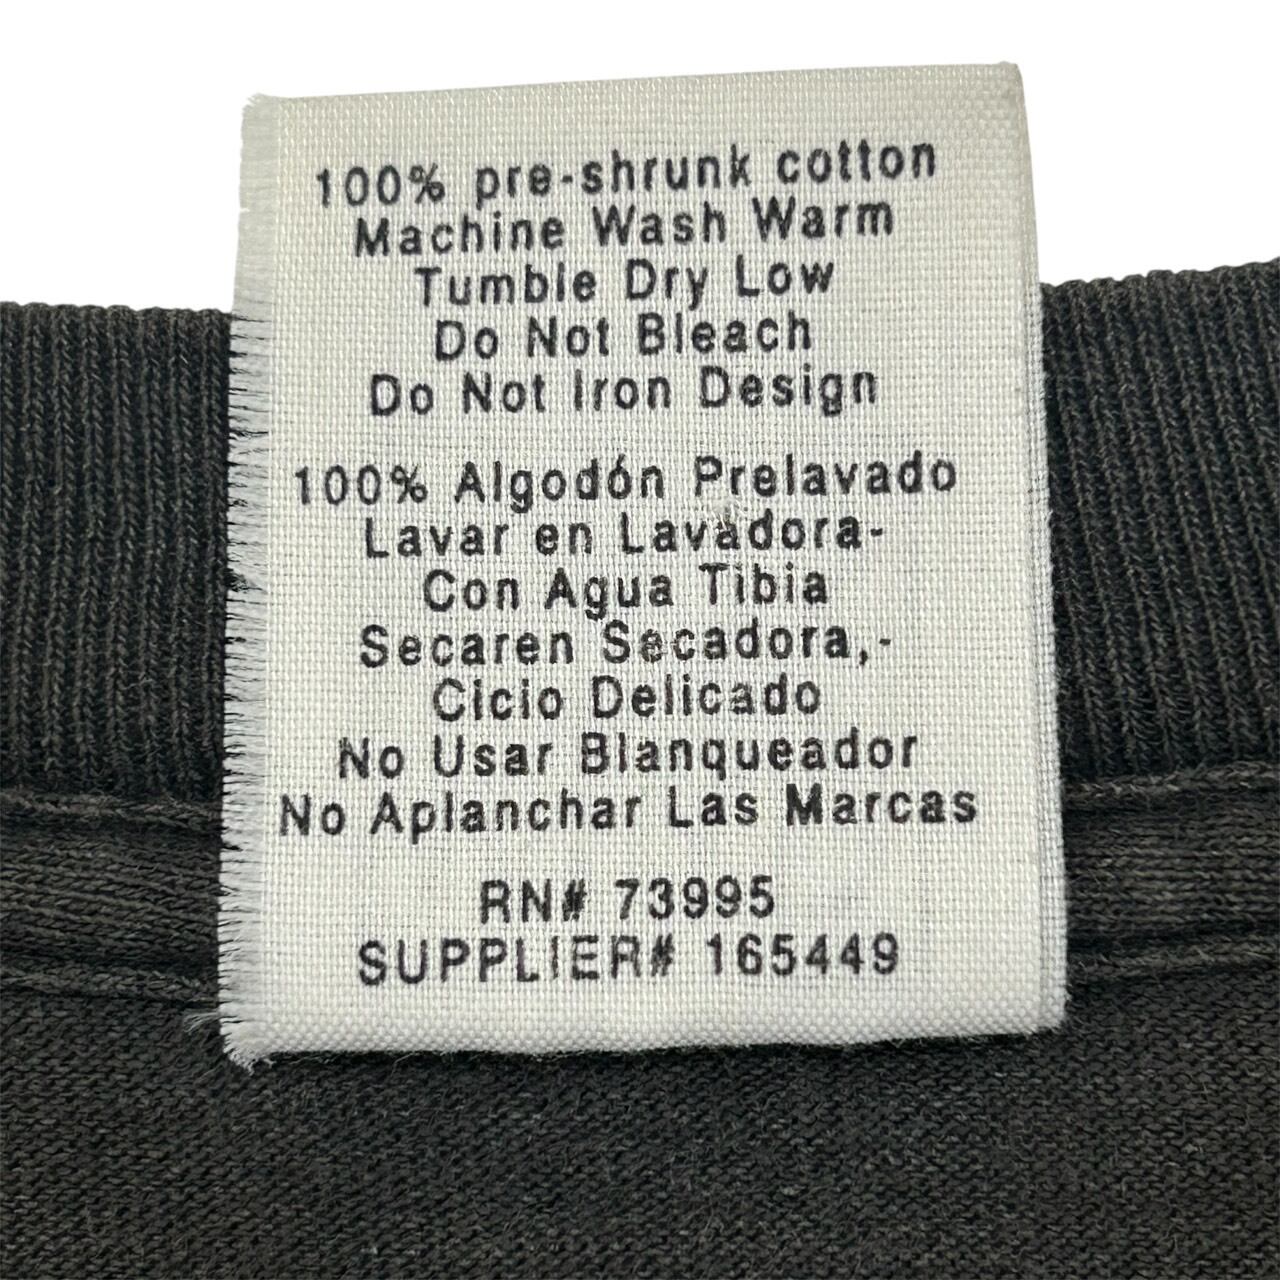 100% pre-shrunk cotton
Machine Wash Warm
Tumble Dry Low
Do Not Bleach
Do Not Iron Design
100% Algodón Prelavado
Lavar en Lavadora-
Con Agua Tibia
Secaren Secadora,-
Cicio Delicado
No Usar Blanqueador
No Aplanchar Las Marcas
RN# 73995
SUPPLIER# 165449